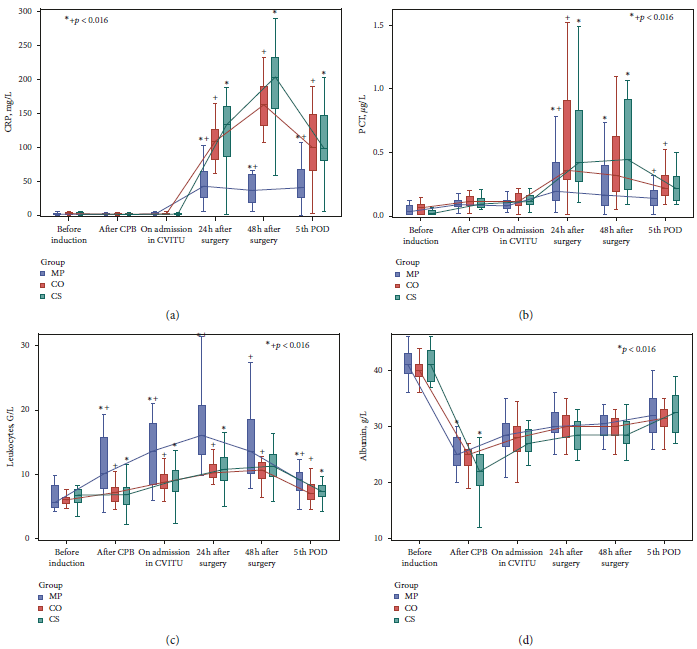 *+p < 0.016
300
250
200
150
100
50
0
CRP, mg/L
* +
+
*
*+
+
*
*
+
*
Before induction
After CPB
On admission in CVITU
24 h after surgery
48 h after surgery
5th POD
Group
MP
CO
CS
(a)
*+p < 0.016
1.5
1.0
0.5
0.0
PCT, µg/L
*
* +
+
*
*
*
+
+
Before induction
After CPB
On admission in CVITU
24 h after surgery
48 h after surgery
5th POD
Group
MP
CO
CS
(b)
*+p < 0.016
30
20
10
0
Leukocytes, G/L
* +
+
*
*+
+
*
+
*
+
+
*+
+
*
Before induction
After CPB
On admission in CVITU
24 h after surgery
48 h after surgery
5th POD
Group
MP
CO
CS
(c)
*p < 0.016
40
30
20
10
Albumin, g/L
*
*
Before induction
After CPB
On admission in CVITU
24 h after surgery
48 h after surgery
5th POD
Group
MP
CO
CS
(d)